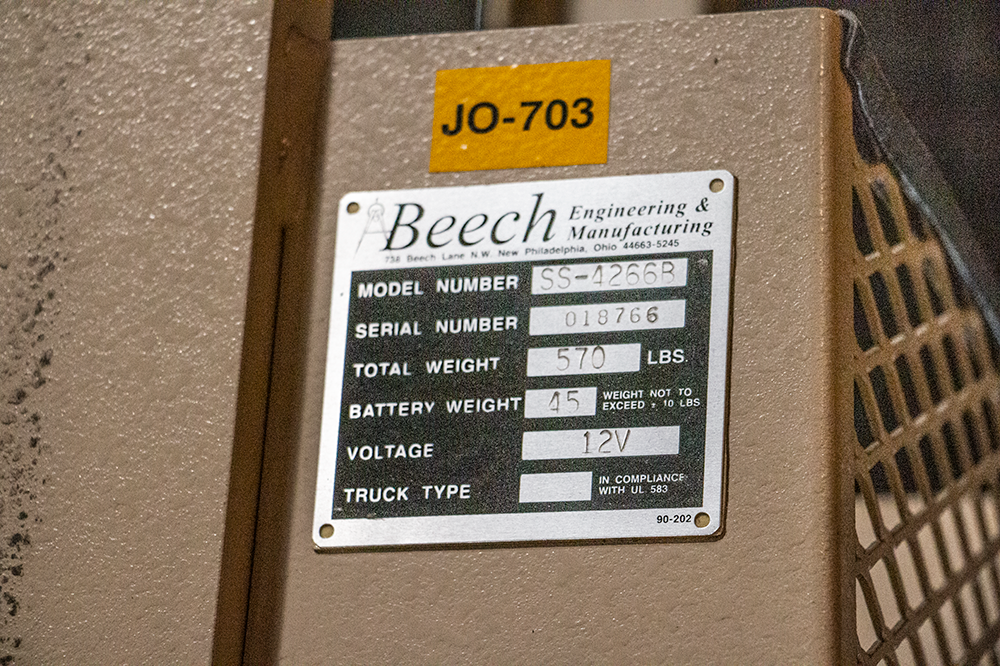 JO-703
Beech Engineering &
Manufacturing
738 Beech Lane N.W. New Philadelphia, Ohio 44663-5245
MODEL NUMBER SS-4266B
SERIAL NUMBER 018766
TOTAL WEIGHT 570 LBS.
BATTERY WEIGHT 45 WEIGHT NOT TO
EXCEED ± 10 LBS
VOLTAGE 12V
TRUCK TYPE IN COMPLIANCE
WITH UL 583
90-202